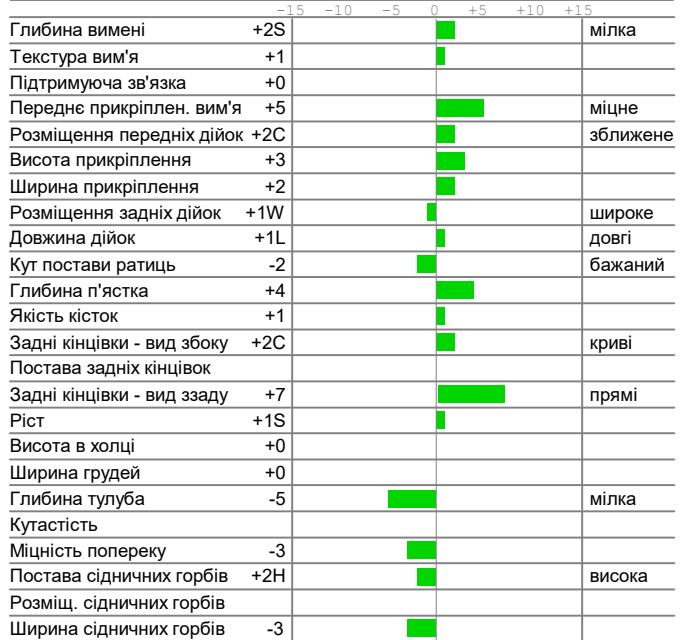 -15 -10 -5 0 +5 +10 +15
Глибина вимені +2S мілка
Текстура вим'я +1
Підтримуюча зв'язка +0
Переднє прикріплен. вим'я +5 міцне
Розміщення передніх дійок +2C зближене
Висота прикріплення +3
Ширина прикріплення +2
Розміщення задніх дійок +1W широке
Довжина дійок +1L довгі
Кут постави ратиць -2 бажаний
Глибина п'ястка +4
Якість кісток +1
Задні кінцівки - вид збоку +2C криві
Постава задніх кінцівок
Задні кінцівки - вид ззаду +7 прямі
Ріст +1S
Висота в холці +0
Ширина грудей +0
Глибина тулуба -5 мілка
Кутастість
Міцність попереку -3
Постава сідничних горбів +2H висока
Розміщ. сідничних горбів
Ширина сідничних горбів -3